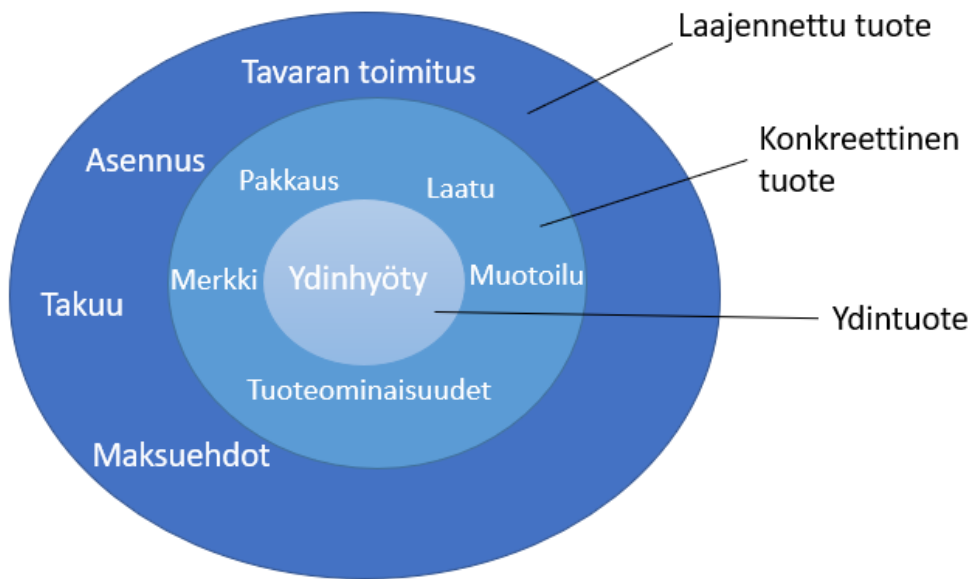 Laajennettu tuote
Tavaran toimitus
Konkreettinen
tuote
Asennus
Pakkaus
Laatu
Merkki
Ydinhyöty
Muotoilu
Takuu
Ydintuote
Tuoteominaisuudet
Maksuehdot